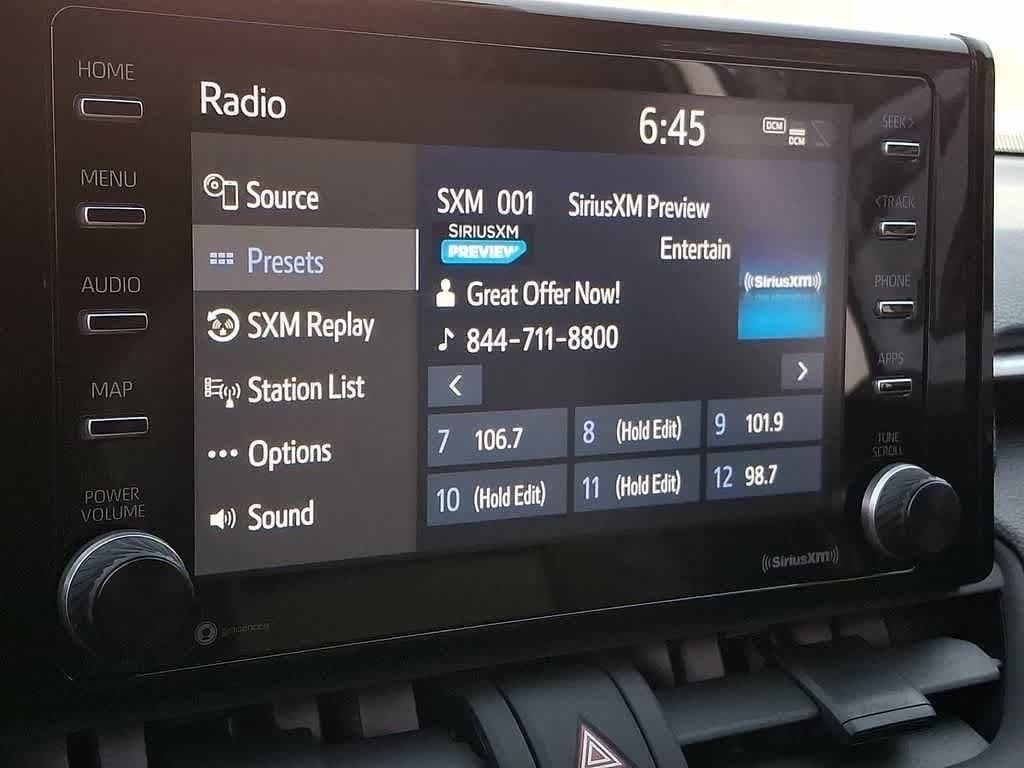 HOME
MENU
AUDIO
MAP
POWER
VOLUME
Radio
6:45
DCM
DCM
Source
Presets
SXM Replay
Station List
Options
Sound
SXM 001 SiriusXM Preview
SIRIUSXM
PREVIEW
Entertain
((SiriusXM))
Great Offer Now!
844-711-8800
<
>
7 106.7
8 (Hold Edit)
9 101.9
10 (Hold Edit)
11 (Hold Edit)
12 98.7
((SiriusXM))
SEEK>
<TRACK
PHONE
APPS
TUNE
SCROLL